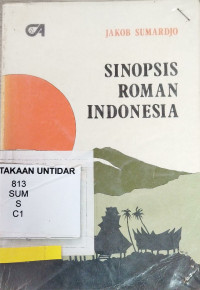 CA
JAKOB SUMARDJO
SINOPSIS
ROMAN
INDONESIA
TAKAAN UNTIDAR
813
SUM
S
C1